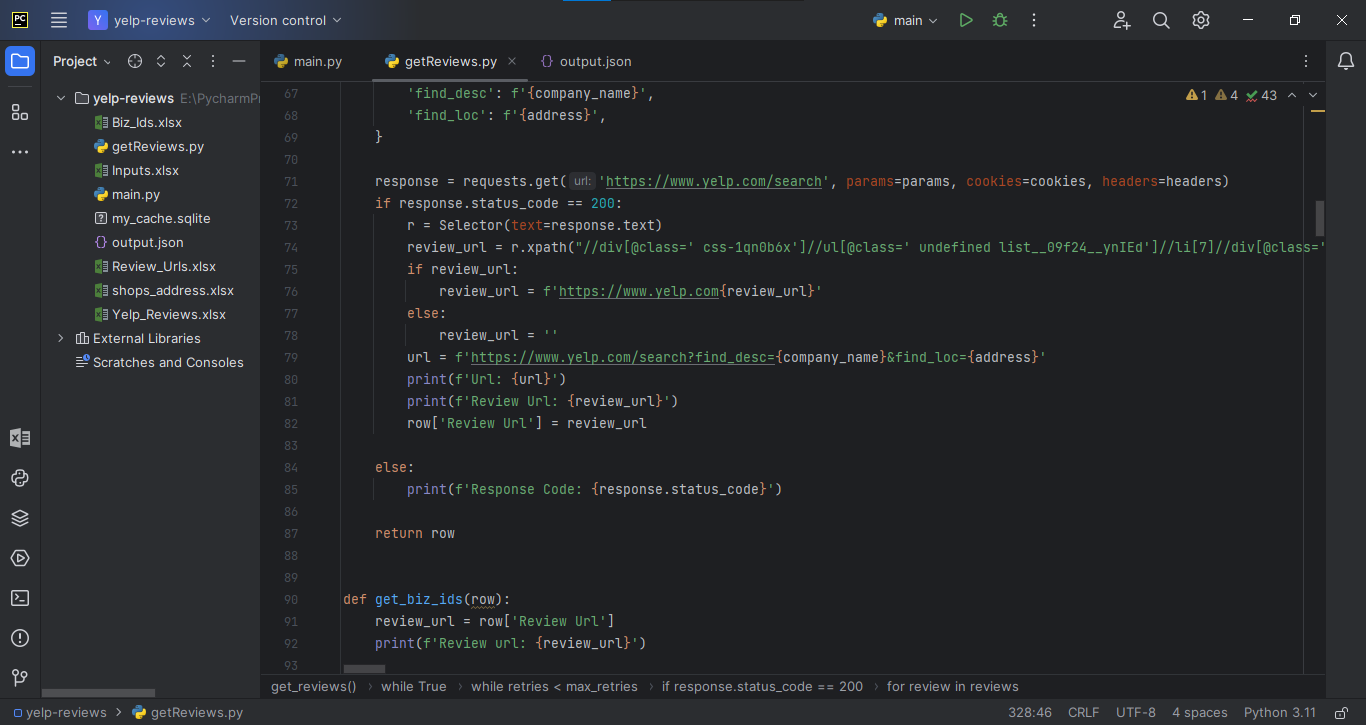 PC
Y yelp-reviews Version control main
Project main.py getReviews.py output.json
yelp-reviews E:\PycharmPr
Biz_Ids.xlsx
getReviews.py
Inputs.xlsx
main.py
my_cache.sqlite
output.json
Review_Urls.xlsx
shops_address.xlsx
Yelp_Reviews.xlsx
External Libraries
Scratches and Consoles
1 4 43
67 'find_desc': f'{company_name}',
68 'find_loc': f'{address}',
69 }
70
71 response = requests.get( url: 'https://www.yelp.com/search', params=params, cookies=cookies, headers=headers)
72 if response.status_code == 200:
73 r = Selector(text=response.text)
74 review_url = r.xpath("//div[@class=' css-1qn0b6x']//ul[@class=' undefined list__09f24__ynIEd']//li[7]//div[@class='
75 if review_url:
76 review_url = f'https://www.yelp.com{review_url}'
77 else:
78 review_url = ''
79 url = f'https://www.yelp.com/search?find_desc={company_name}&find_loc={address}'
80 print(f'Url: {url}')
81 print(f'Review Url: {review_url}')
82 row['Review Url'] = review_url
83
84 else:
85 print(f'Response Code: {response.status_code}')
86
87 return row
88
89
90 def get_biz_ids(row):
91 review_url = row['Review Url']
92 print(f'Review url: {review_url}')
93
get_reviews() › while True › while retries < max_retries › if response.status_code == 200 › for review in reviews
yelp-reviews › getReviews.py 328:46 CRLF UTF-8 4 spaces Python 3.11